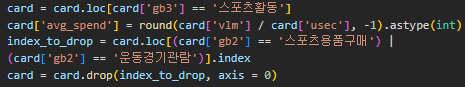 card = card.loc[card['gb3'] == '스포츠활동']
card['avg_spend'] = round(card['vlm'] / card['usec'], -1).astype(int)
index_to_drop = card.loc[(card['gb2'] == '스포츠용품구매') |
(card['gb2'] == '운동경기관람')].index
card = card.drop(index_to_drop, axis = 0)